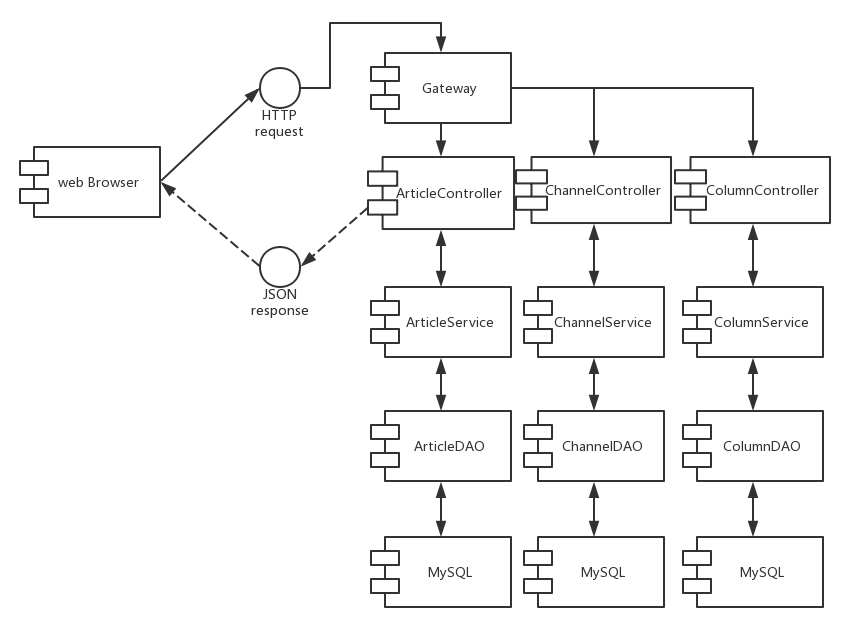 Gateway
HTTP
request
web Browser
ArticleController
ChannelController
ColumnController
JSON
response
ArticleService
ChannelService
ColumnService
ArticleDAO
ChannelDAO
ColumnDAO
MySQL
MySQL
MySQL